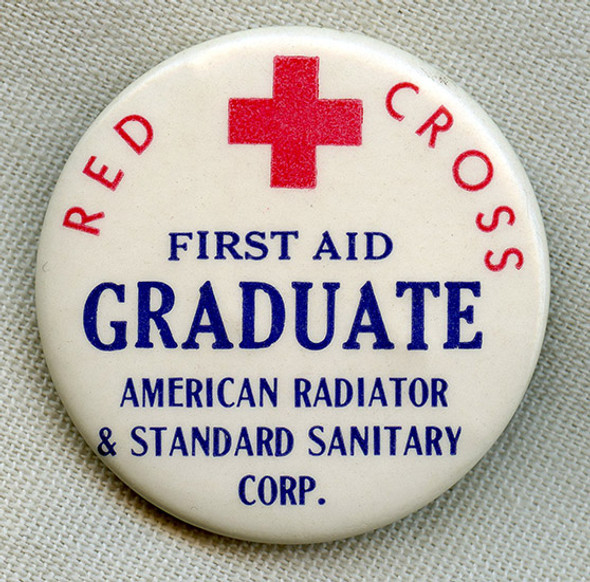 RED CROSS
FIRST AID
GRADUATE
AMERICAN RADIATOR
& STANDARD SANITARY
CORP.